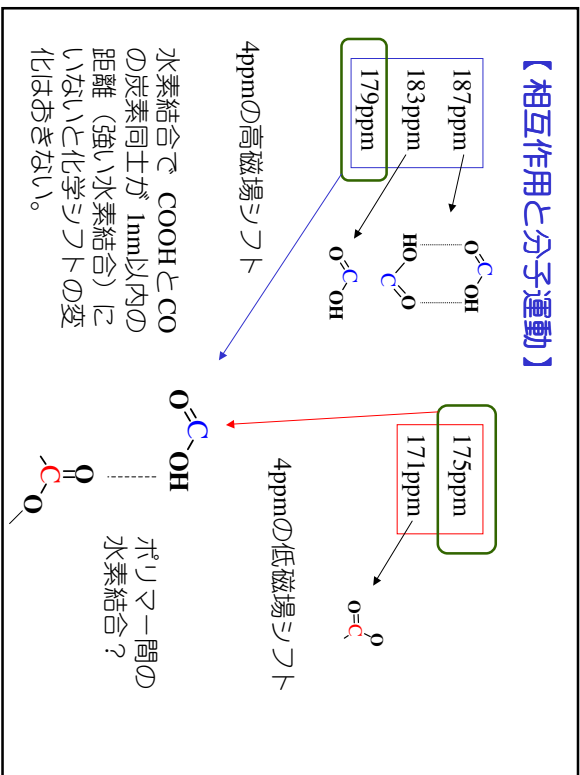 【相互作用と分子運動】
187ppm
183ppm
179ppm
O
C
OH
HO
C
O
O
C
OH
4ppmの高磁場シフト
水素結合で COOHとCO
の炭素同士が 1nm以内の
距離（強い水素結合）に
いないと化学シフトの変
化はおきない。
175ppm
171ppm
O=C
O
4ppmの低磁場シフト
O
C
OH
O
C
O
ポリマー間の
水素結合？